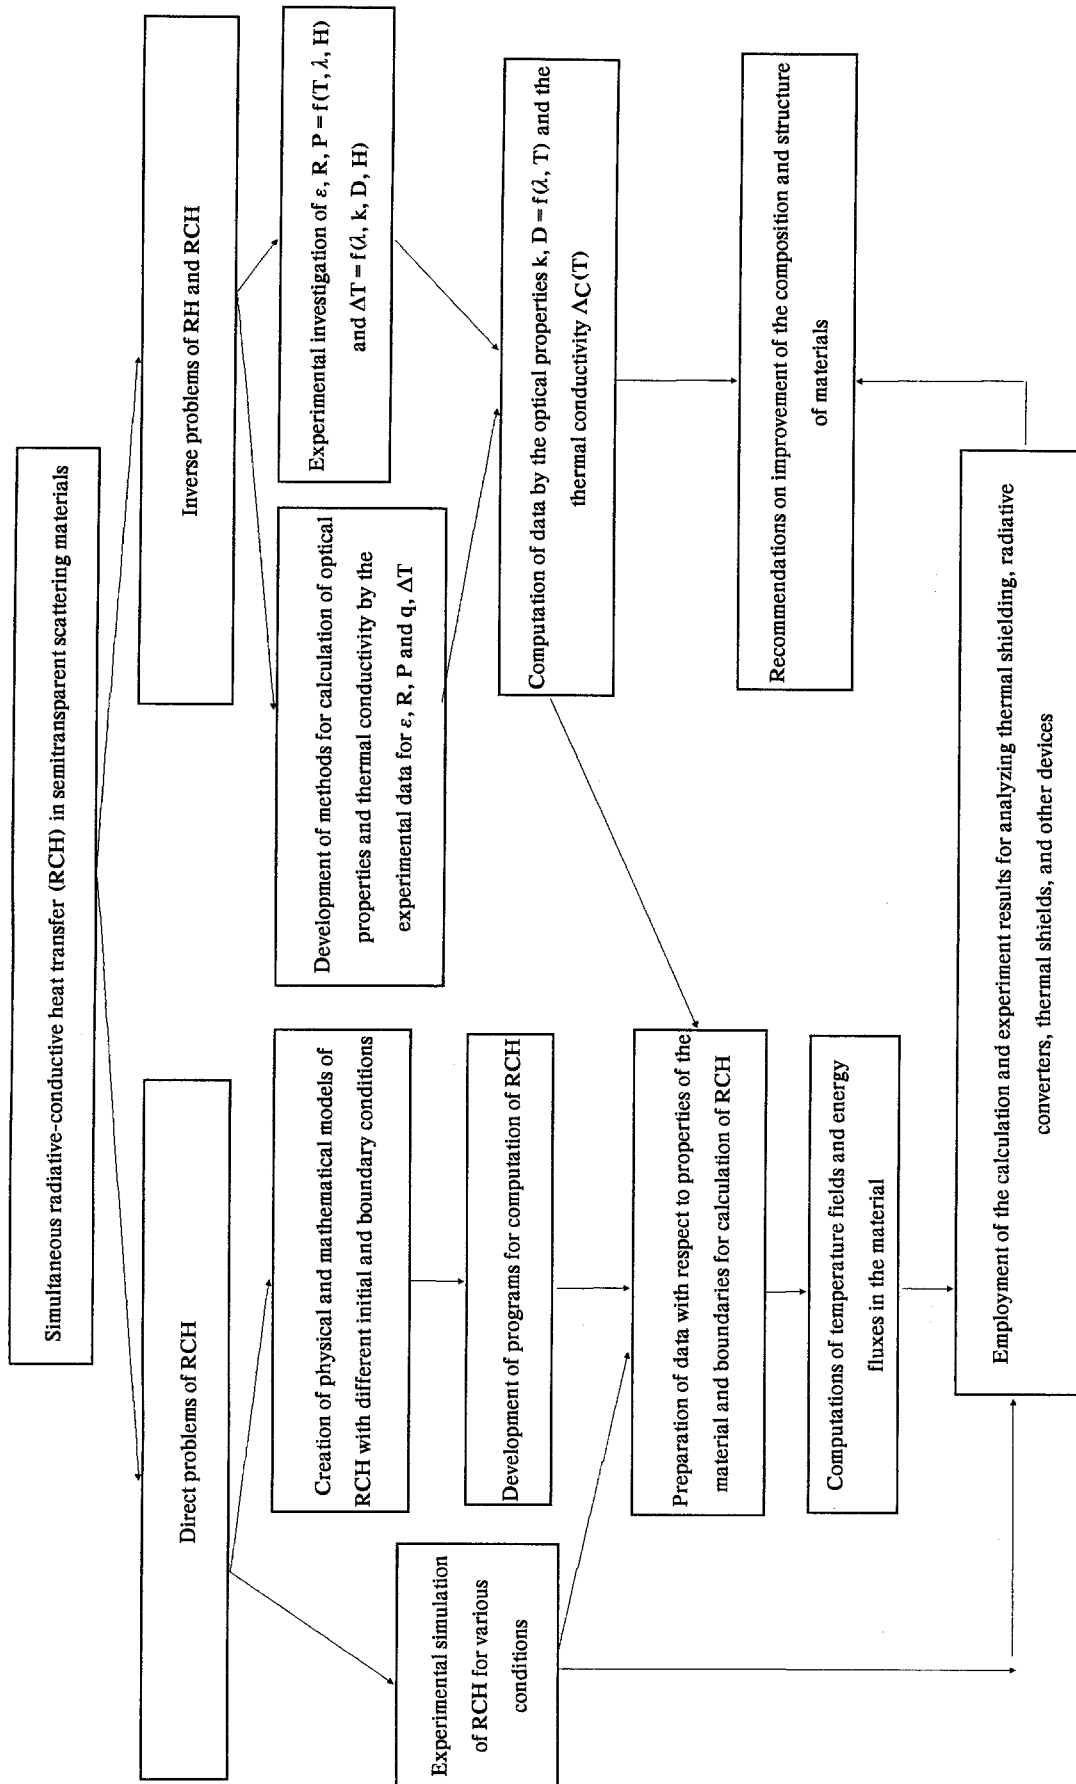 Simultaneous radiative-conductive heat transfer (RCH) in semitransparent scattering materials
Direct problems of RCH
Inverse problems of RH and RCH
Experimental simulation
of RCH for various
conditions
Creation of physical and mathematical models of
RCH with different initial and boundary conditions
Development of methods for calculation of optical
properties and thermal conductivity by the
experimental data for ε, R, P and q, ΔT
Experimental investigation of ε, R, P = f(T, λ, H)
and ΔT = f(λ, k, D, H)
Development of programs for computation of RCH
Computation of data by the optical properties k, D = f(λ, T) and the
thermal conductivity ΛC(T)
Preparation of data with respect to properties of the
material and boundaries for calculation of RCH
Recommendations on improvement of the composition and structure
of materials
Computations of temperature fields and energy
fluxes in the material
Employment of the calculation and experiment results for analyzing thermal shielding, radiative
converters, thermal shields, and other devices